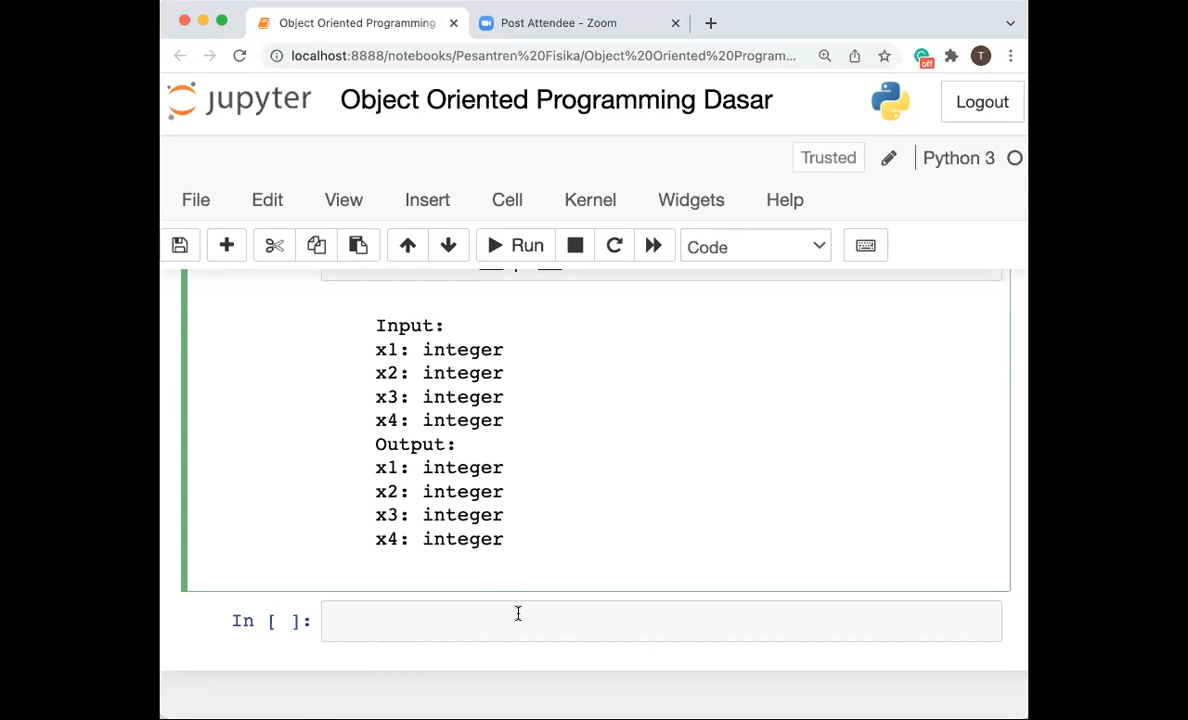 Object Oriented Programming
Post Attendee - Zoom
localhost:8888/notebooks/Pesantren%20Fisika/Object%20Oriented%20Program...
off
T
jupyter
Object Oriented Programming Dasar
Logout
Trusted
Python 3
File
Edit
View
Insert
Cell
Kernel
Widgets
Help
Run
Code
Input:
x1: integer
x2: integer
x3: integer
x4: integer
Output:
x1: integer
x2: integer
x3: integer
x4: integer
In [ ]: